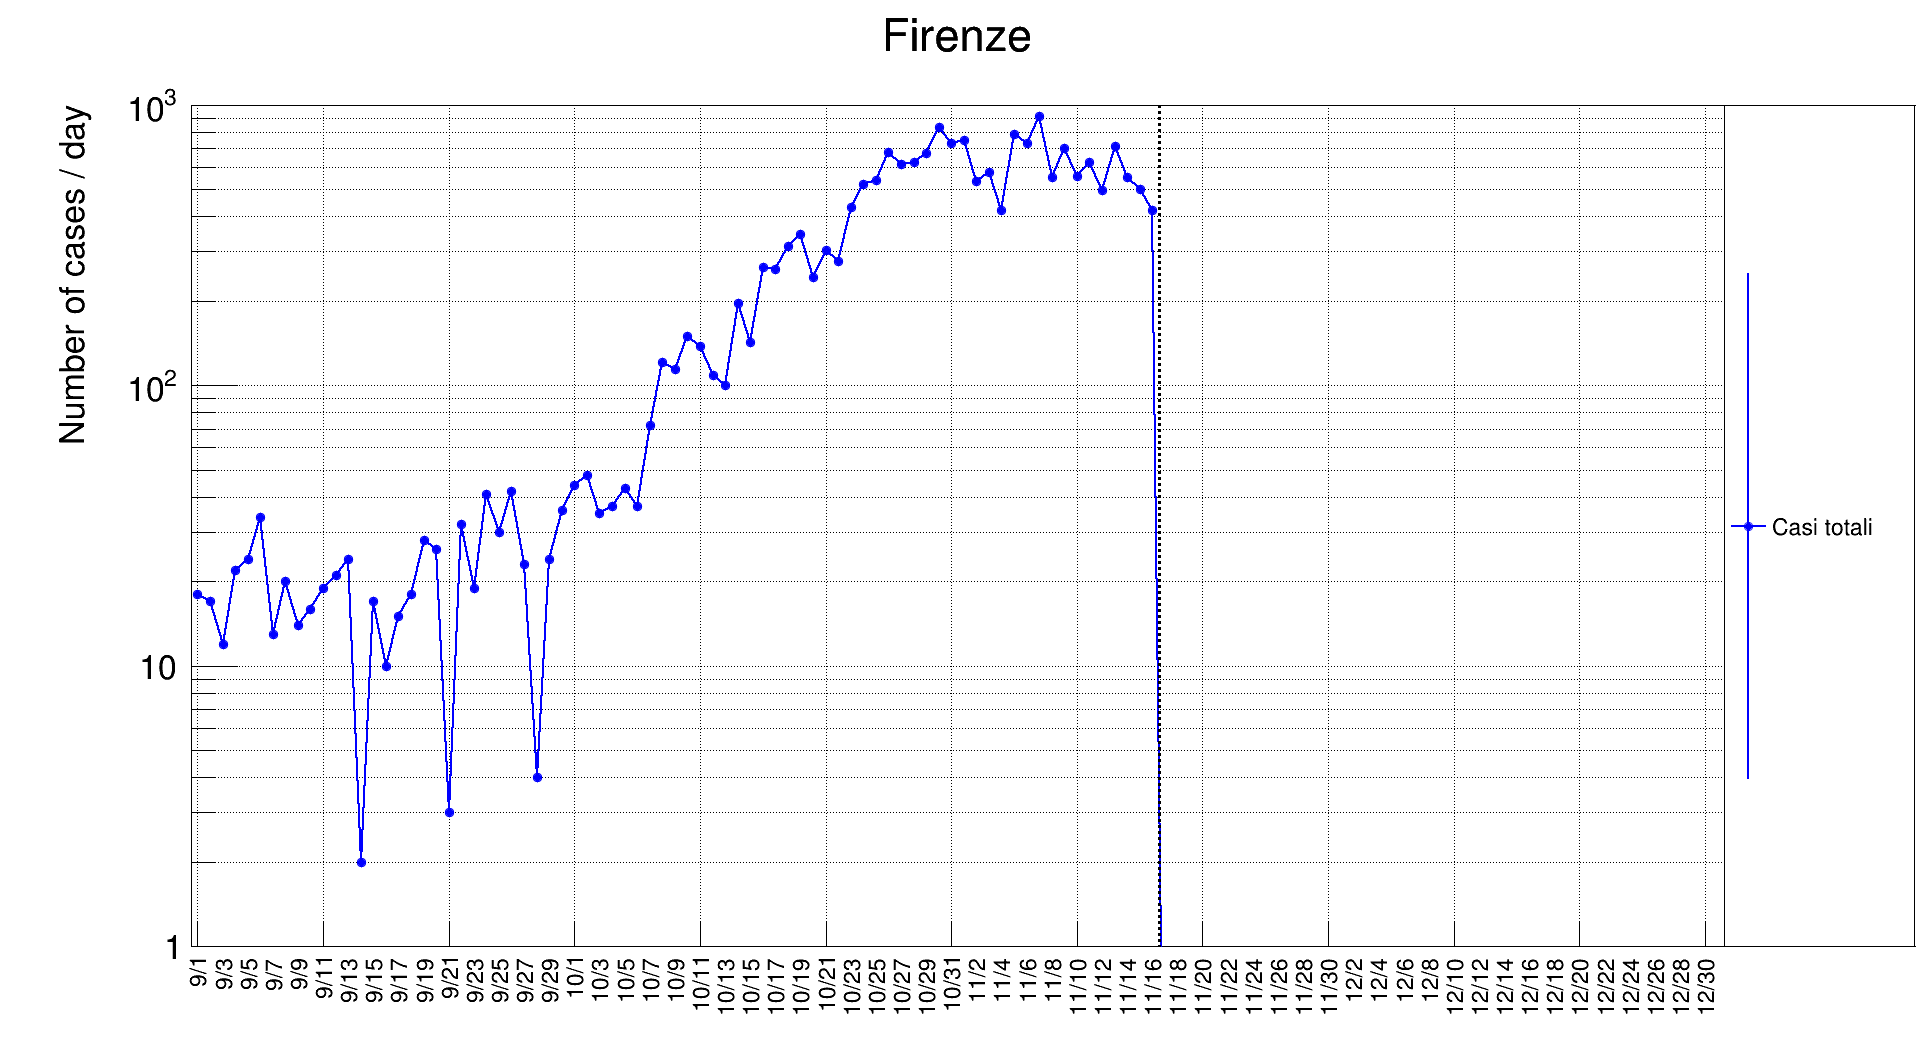 Firenze
Number of cases / day
10³
10²
10
1
9/1 9/3 9/5 9/7 9/9 9/11 9/13 9/15 9/17 9/19 9/21 9/23 9/25 9/27 9/29 10/1 10/3 10/5 10/7 10/9 10/11 10/13 10/15 10/17 10/19 10/21 10/23 10/25 10/27 10/29 10/31 11/2 11/4 11/6 11/8 11/10 11/12 11/14 11/16 11/18 11/20 11/22 11/24 11/26 11/28 11/30 12/2 12/4 12/6 12/8 12/10 12/12 12/14 12/16 12/18 12/20 12/22 12/24 12/26 12/28 12/30
Casi totali